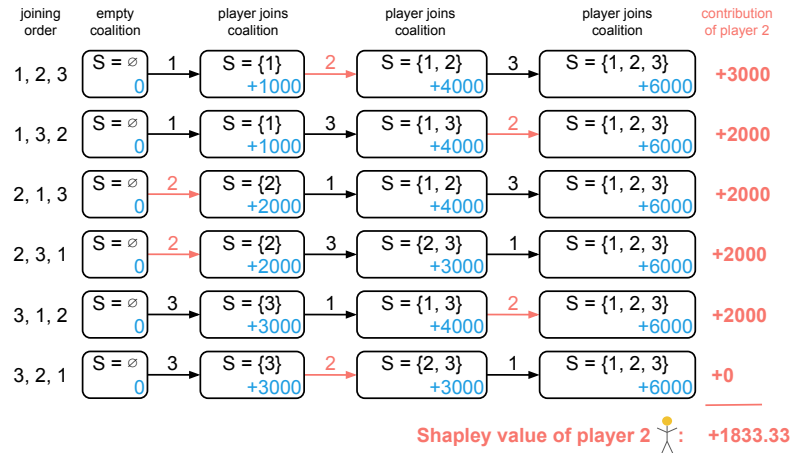 joining order
empty coalition
player joins coalition
player joins coalition
player joins coalition
contribution of player 2
1, 2, 3 S = ∅ 0 1 S = {1} +1000 2 S = {1, 2} +4000 3 S = {1, 2, 3} +6000 +3000
1, 3, 2 S = ∅ 0 1 S = {1} +1000 3 S = {1, 3} +4000 2 S = {1, 2, 3} +6000 +2000
2, 1, 3 S = ∅ 0 2 S = {2} +2000 1 S = {1, 2} +4000 3 S = {1, 2, 3} +6000 +2000
2, 3, 1 S = ∅ 0 2 S = {2} +2000 3 S = {2, 3} +3000 1 S = {1, 2, 3} +6000 +2000
3, 1, 2 S = ∅ 0 3 S = {3} +3000 1 S = {1, 3} +4000 2 S = {1, 2, 3} +6000 +2000
3, 2, 1 S = ∅ 0 3 S = {3} +3000 2 S = {2, 3} +3000 1 S = {1, 2, 3} +6000 +0
Shapley value of player 2 : +1833.33